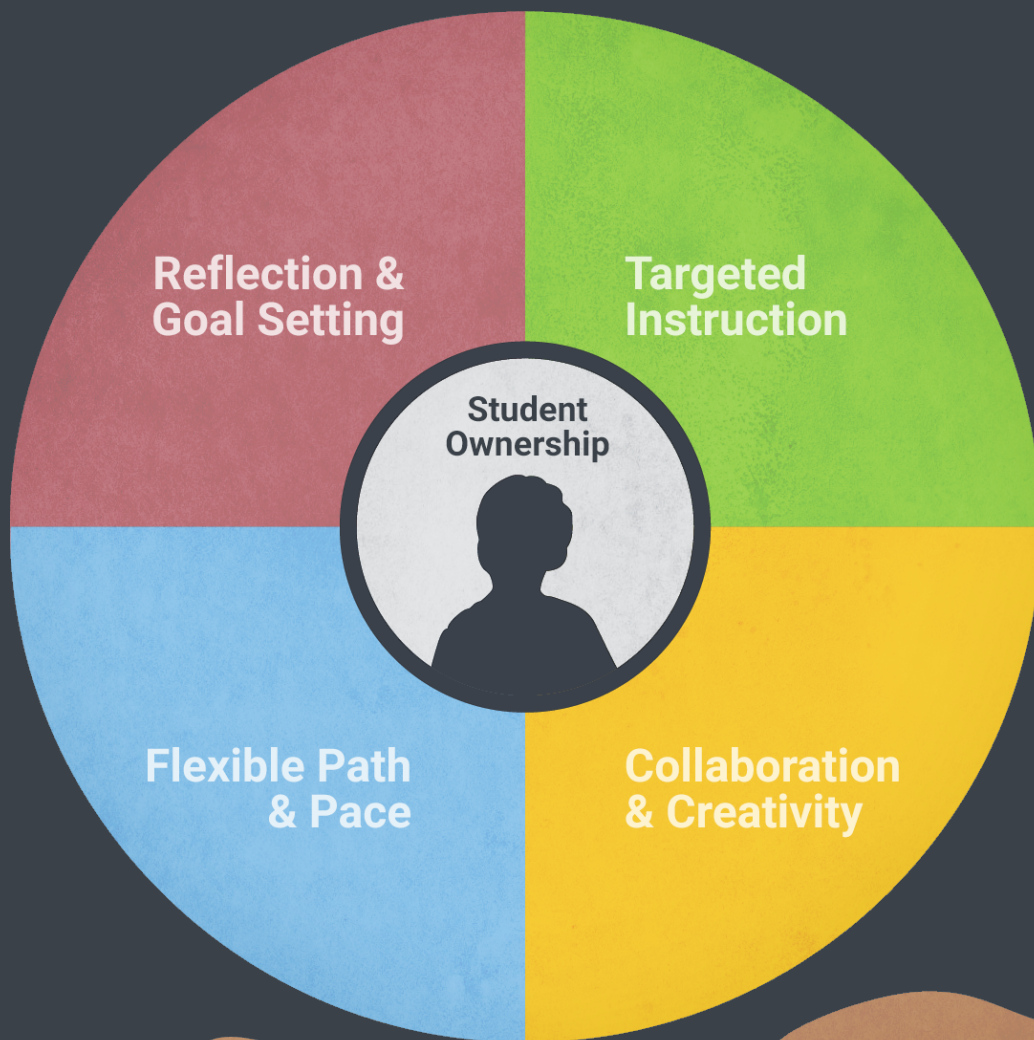 Reflection &
Goal Setting
Targeted
Instruction
Student
Ownership
Flexible Path
& Pace
Collaboration
& Creativity